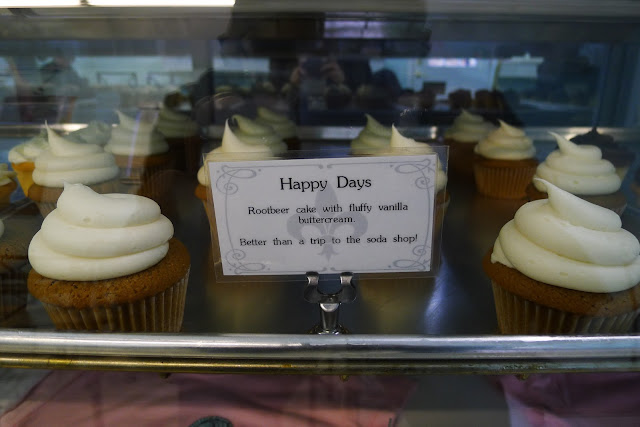 Happy Days
Rootbeer cake with fluffy vanilla
buttercream.
Better than a trip to the soda shop!